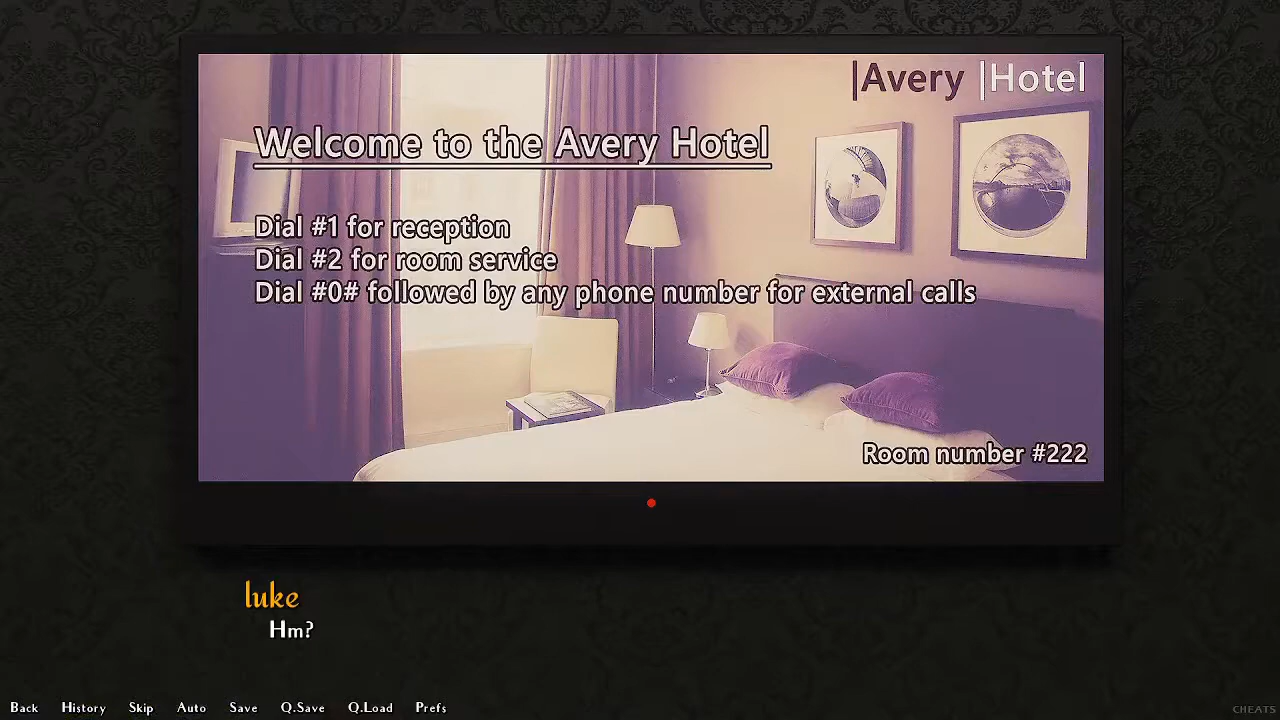 |Avery |Hotel
Welcome to the Avery Hotel
Dial #1 for reception
Dial #2 for room service
Dial #0# followed by any phone number for external calls
Room number #222
luke
Hm?
Back History Skip Auto Save Q.Save Q.Load Prefs
CHEATS